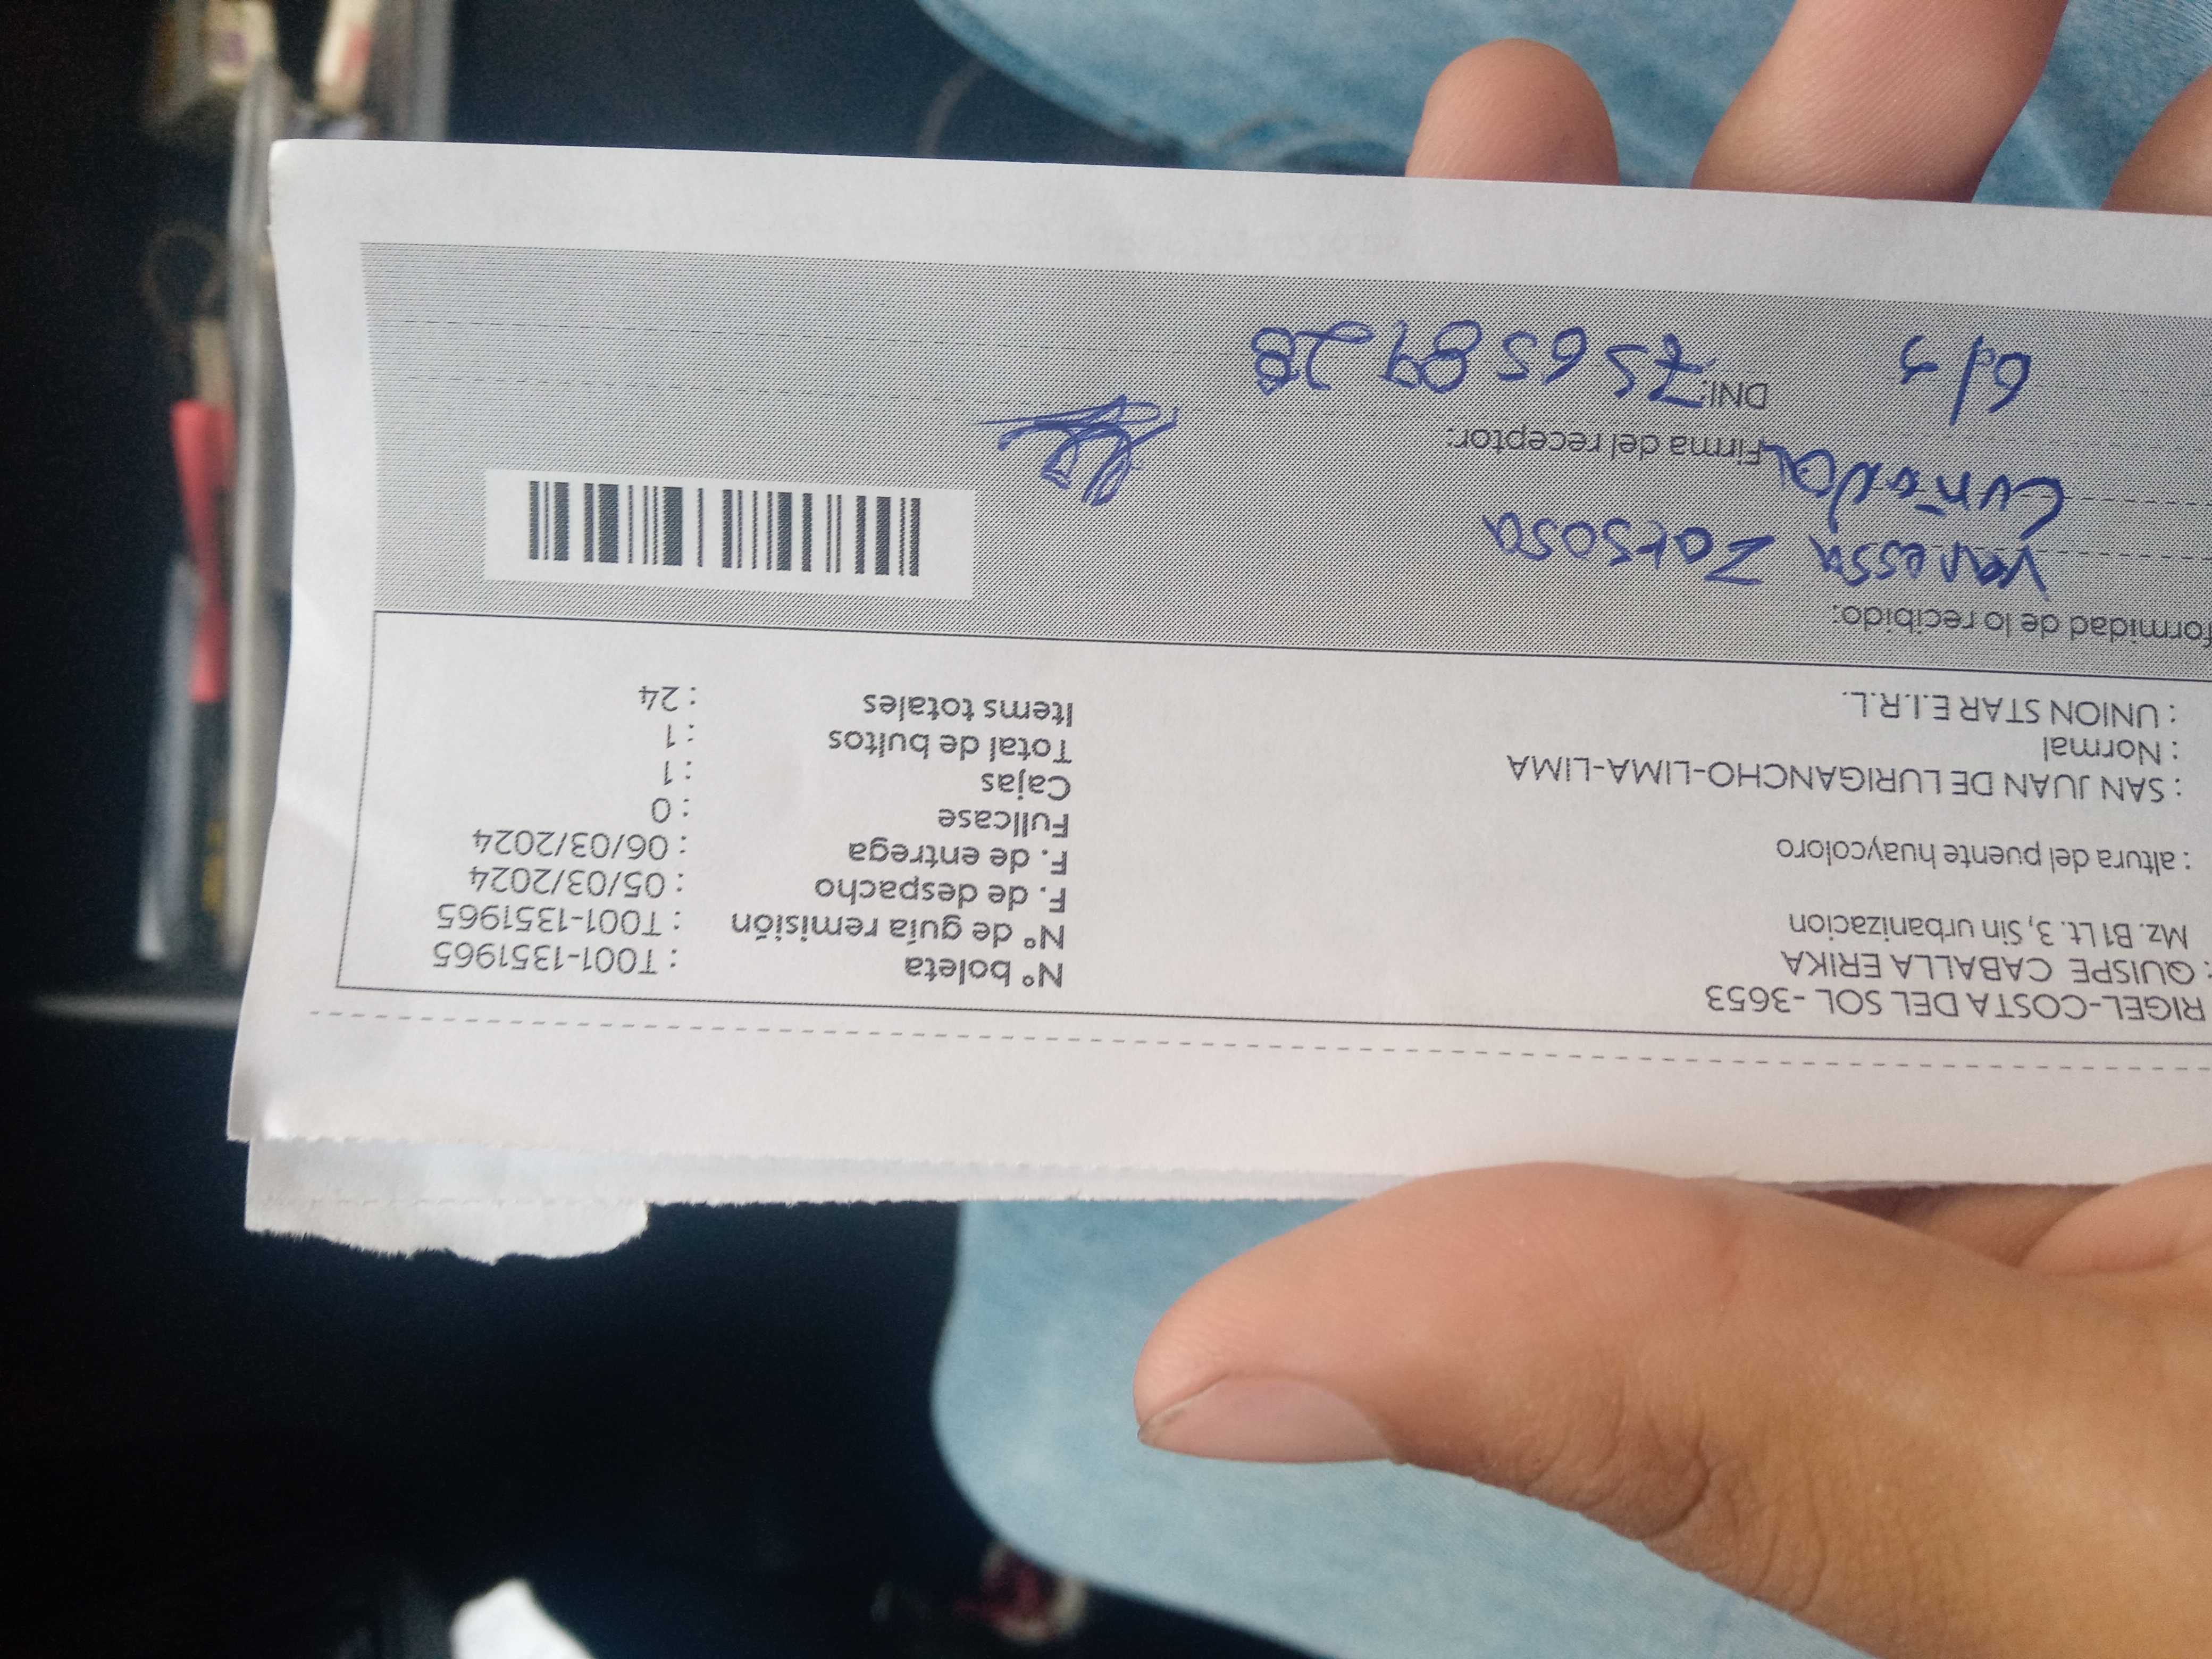 RIGEL-COSTA DEL SOL -3653
: QUISPE CABALLA ERIKA
Mz. B1 Lt. 3, Sin urbanizacion
: altura del puente huaycoloro
: SAN JUAN DE LURIGANCHO-LIMA-LIMA
: Normal
: UNION STAR E.I.R.L.
N° boleta : T001-1351965
N° de guía remisión : T001-1351965
F. de despacho : 05/03/2024
F. de entrega : 06/03/2024
Fullcase : 0
Cajas : 1
Total de bultos : 1
Items totales : 24
formidad de lo recibido:
Vanessa
Cuñada
Firma del receptor:
DNI:
6/3